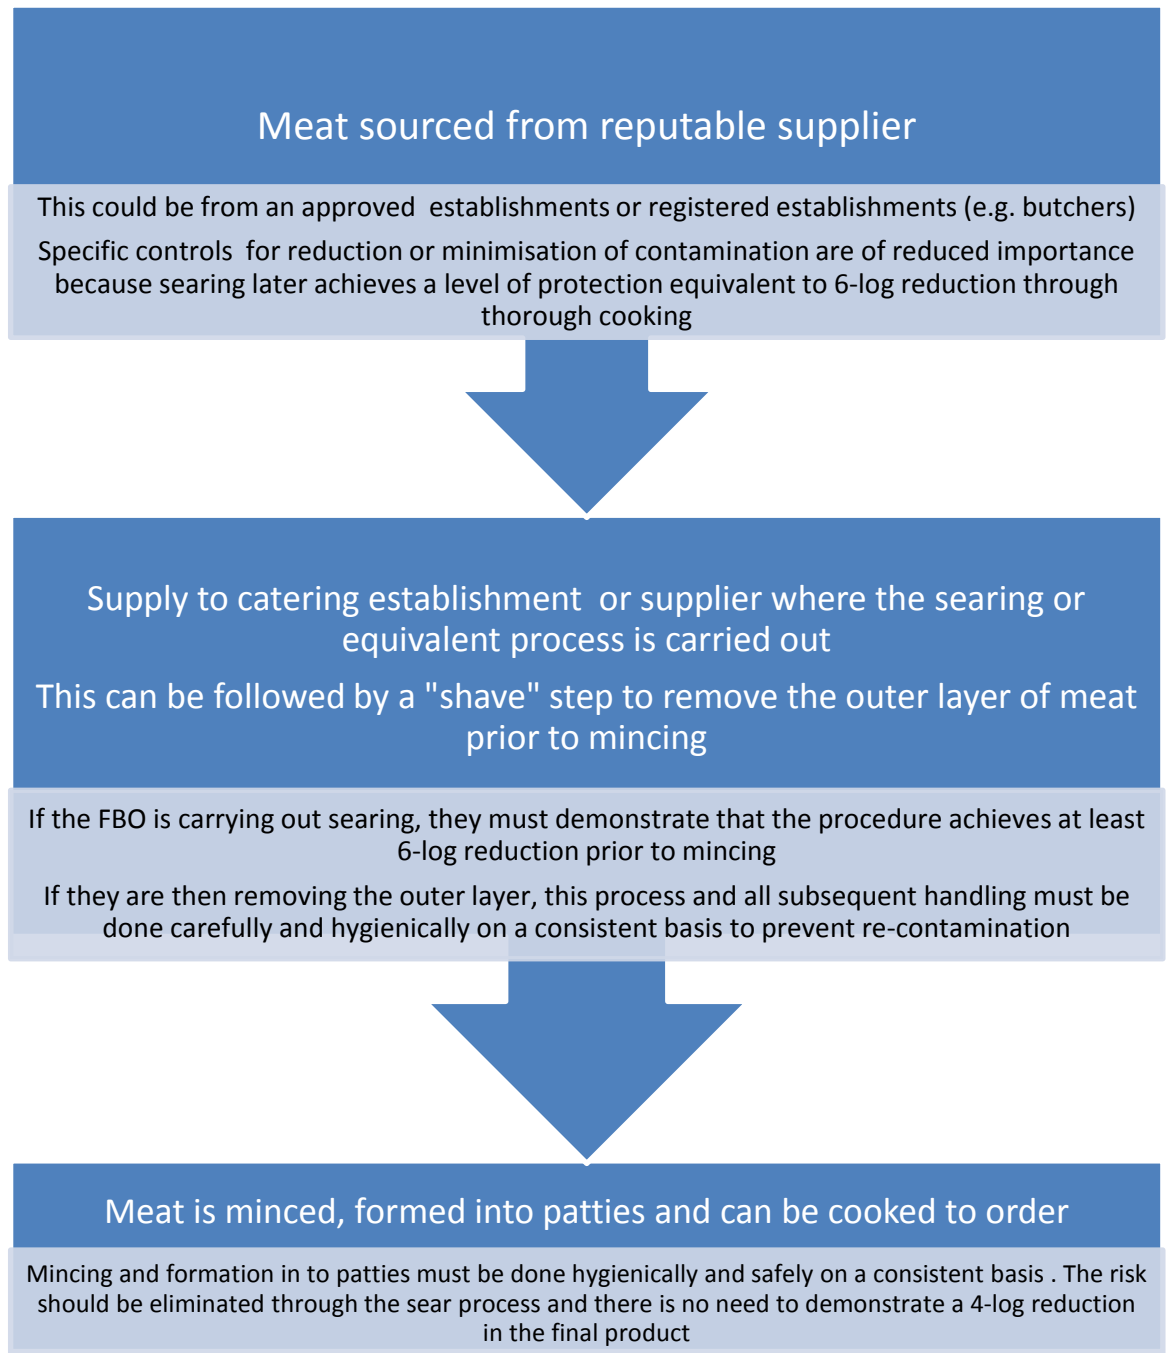 Meat sourced from reputable supplier
This could be from an approved establishments or registered establishments (e.g. butchers)
Specific controls for reduction or minimisation of contamination are of reduced importance
because searing later achieves a level of protection equivalent to 6-log reduction through
thorough cooking
Supply to catering establishment or supplier where the searing or
equivalent process is carried out
This can be followed by a "shave" step to remove the outer layer of meat
prior to mincing
If the FBO is carrying out searing, they must demonstrate that the procedure achieves at least
6-log reduction prior to mincing
If they are then removing the outer layer, this process and all subsequent handling must be
done carefully and hygienically on a consistent basis to prevent re-contamination
Meat is minced, formed into patties and can be cooked to order
Mincing and formation in to patties must be done hygienically and safely on a consistent basis . The risk
should be eliminated through the sear process and there is no need to demonstrate a 4-log reduction
in the final product